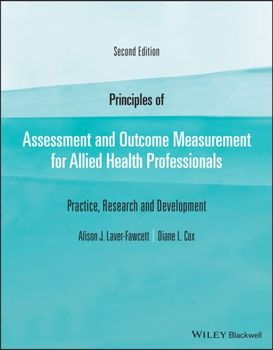 Second Edition
Principles of
Assessment and Outcome Measurement
for Allied Health Professionals
Practice, Research and Development
Alison J. Laver-Fawcett | Diane L. Cox
WILEY Blackwell